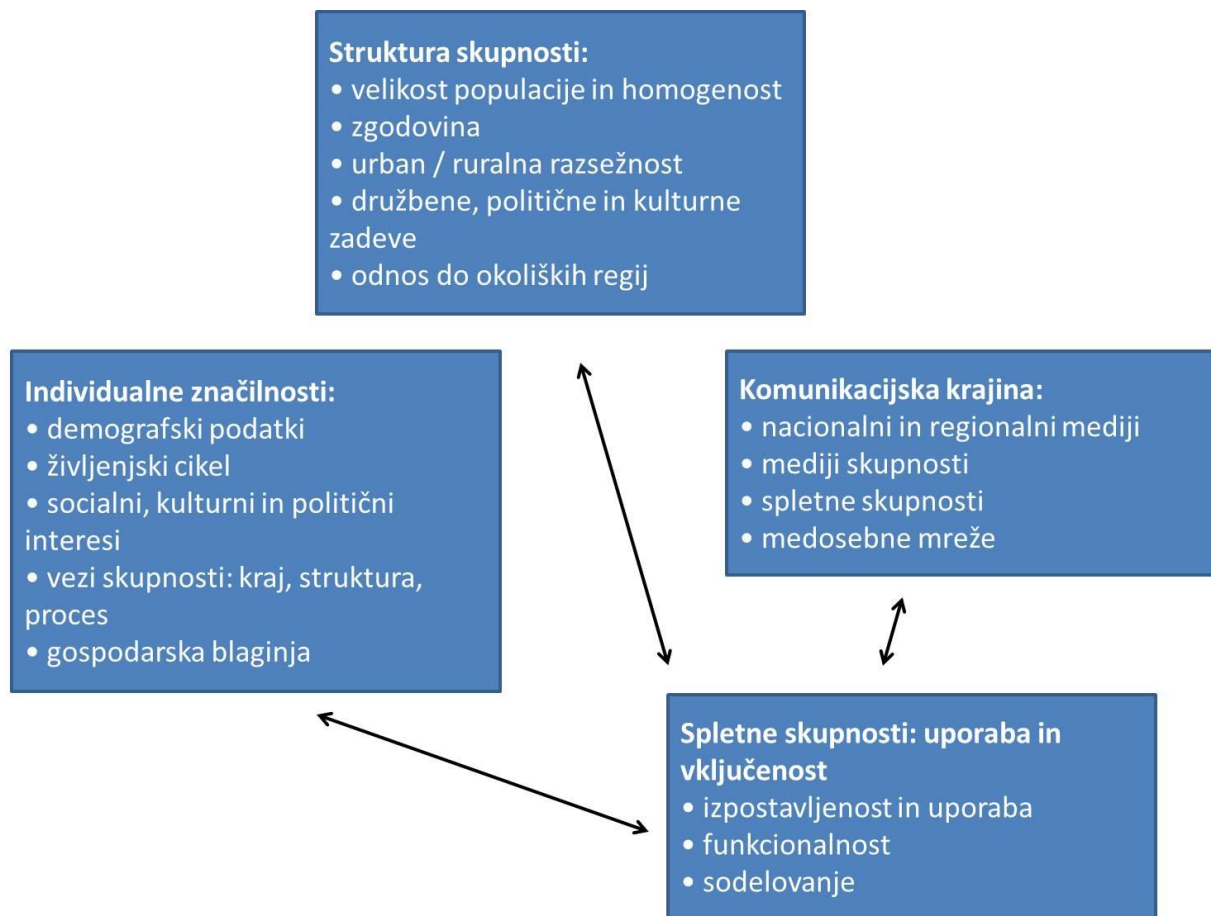 Struktura skupnosti:
• velikost populacije in homogenost
• zgodovina
• urban / ruralna razsežnost
• družbene, politične in kulturne
zadeve
• odnos do okoliških regij
Individualne značilnosti:
• demografski podatki
• življenjski cikel
• socialni, kulturni in politični
interesi
• vezi skupnosti: kraj, struktura,
proces
• gospodarska blaginja
Komunikacijska krajina:
• nacionalni in regionalni mediji
• mediji skupnosti
• spletne skupnosti
• medosebne mreže
Spletne skupnosti: uporaba in
vključenost
• izpostavljenost in uporaba
• funkcionalnost
• sodelovanje